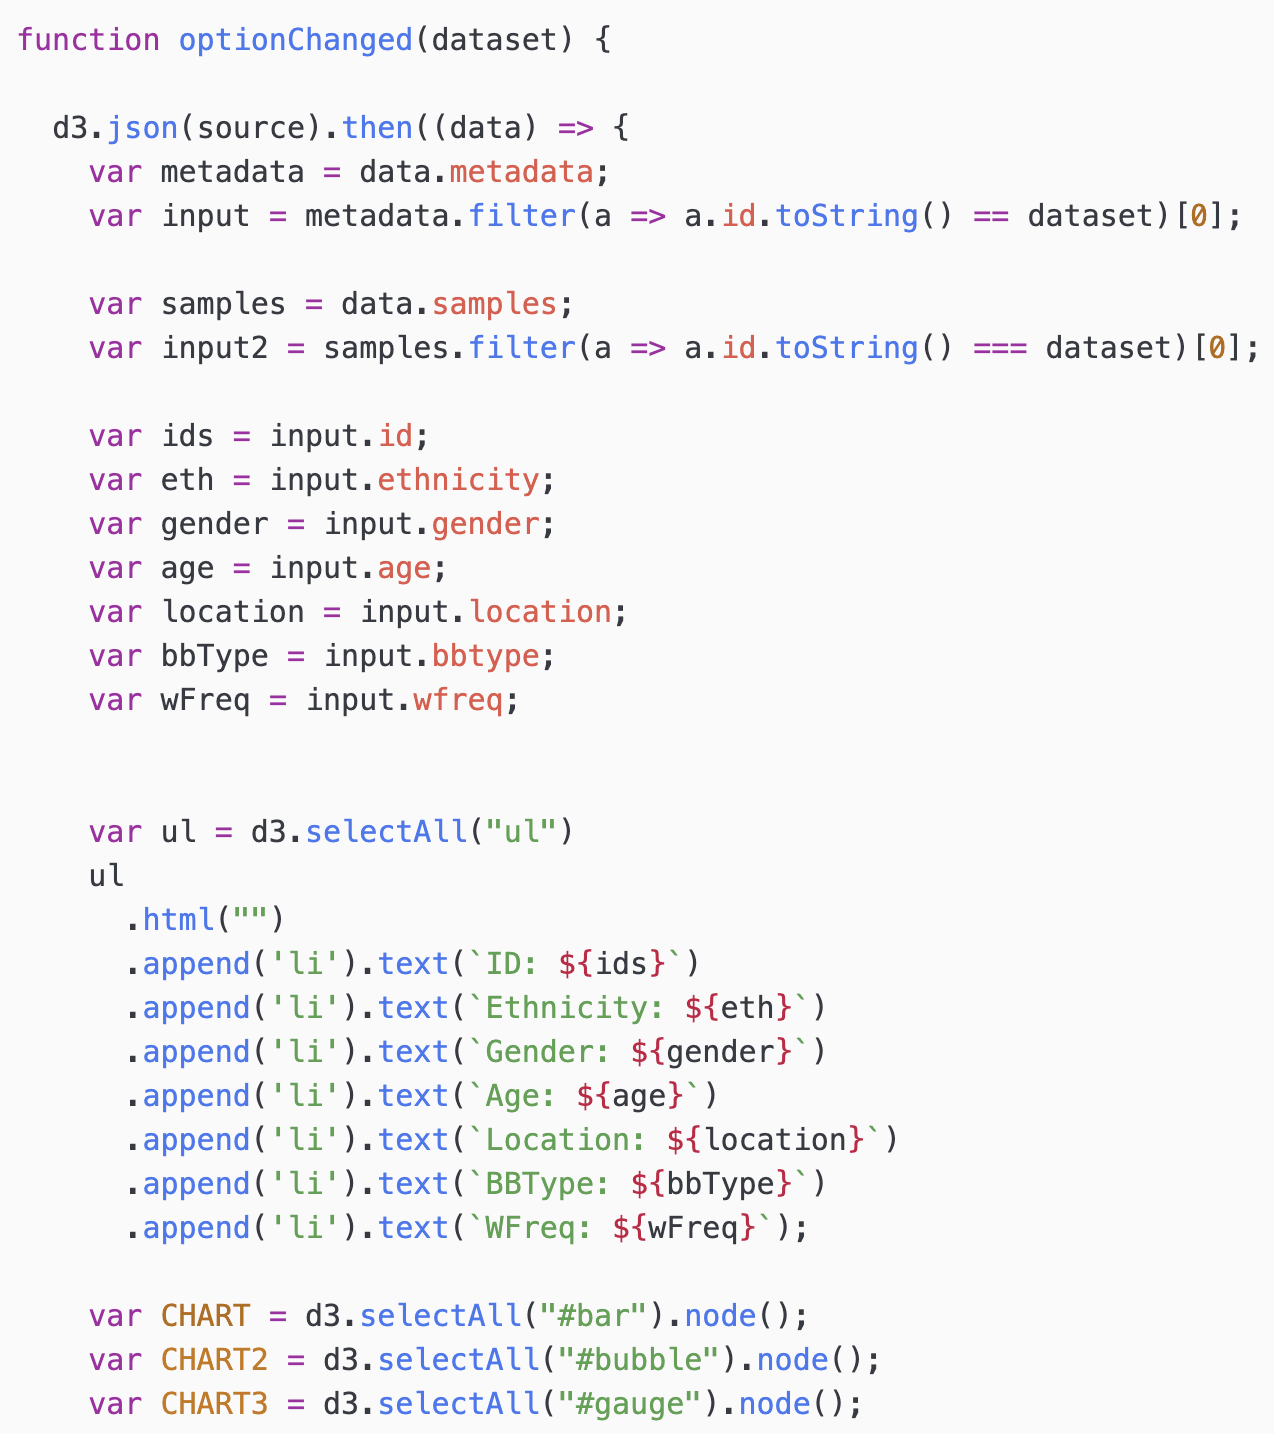 function optionChanged(dataset) {
d3.json(source).then((data) => {
var metadata = data.metadata;
var input = metadata.filter(a => a.id.toString() == dataset)[0];
var samples = data.samples;
var input2 = samples.filter(a => a.id.toString() === dataset)[0];
var ids = input.id;
var eth = input.ethnicity;
var gender = input.gender;
var age = input.age;
var location = input.location;
var bbType = input.bbtype;
var wFreq = input.wfreq;
var ul = d3.selectAll("ul")
ul
.html("")
.append('li').text(`ID: ${ids}`)
.append('li').text(`Ethnicity: ${eth}`)
.append('li').text(`Gender: ${gender}`)
.append('li').text(`Age: ${age}`)
.append('li').text(`Location: ${location}`)
.append('li').text(`BBType: ${bbType}`)
.append('li').text(`WFreq: ${wFreq}`);
var CHART = d3.selectAll("#bar").node();
var CHART2 = d3.selectAll("#bubble").node();
var CHART3 = d3.selectAll("#gauge").node();